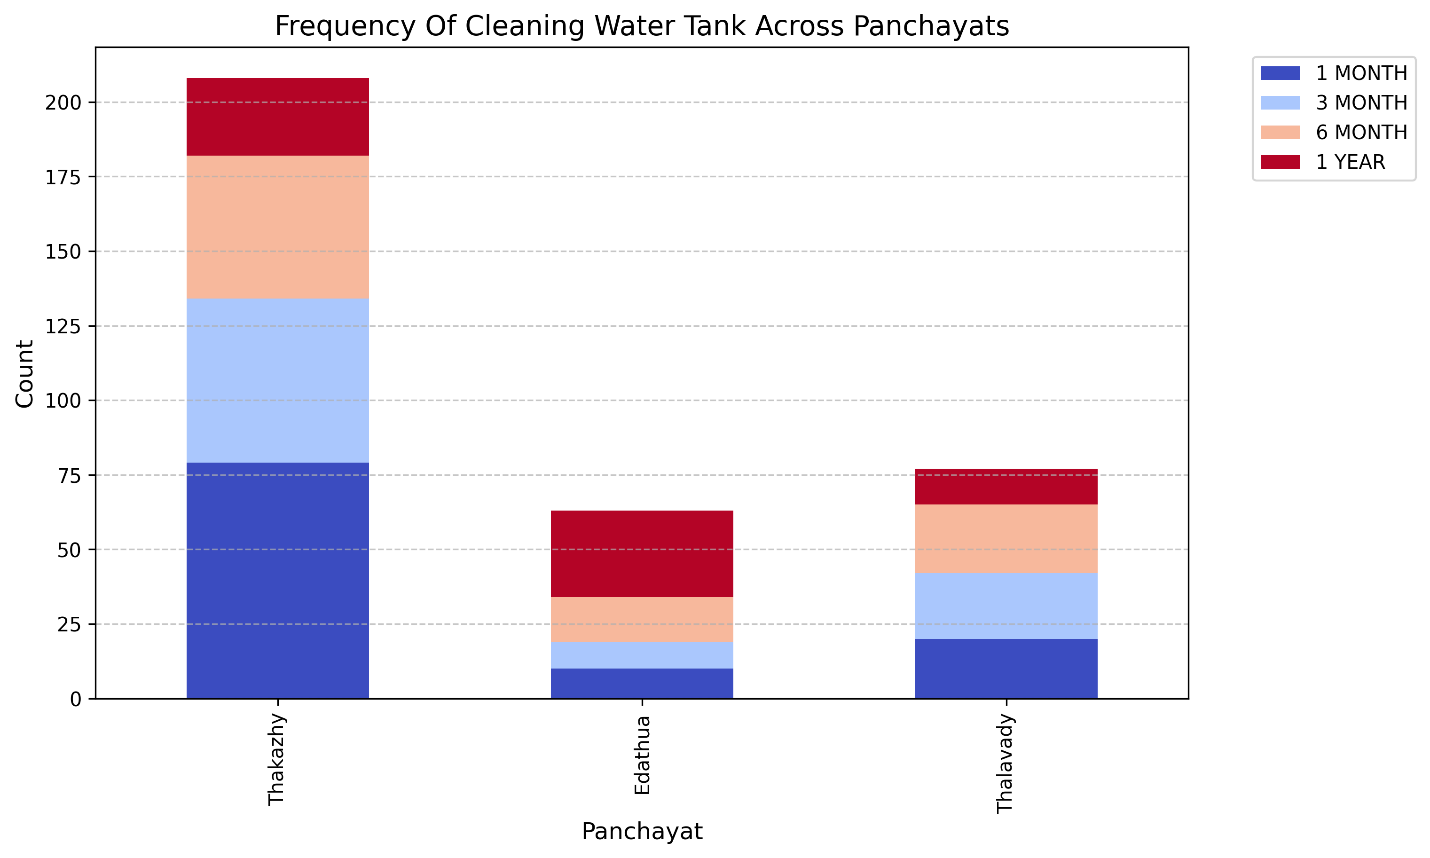 Frequency Of Cleaning Water Tank Across Panchayats
1 MONTH
3 MONTH
6 MONTH
1 YEAR
Count
200
175
150
125
100
75
50
25
0
Thakazhy
Edathua
Thalavady
Panchayat